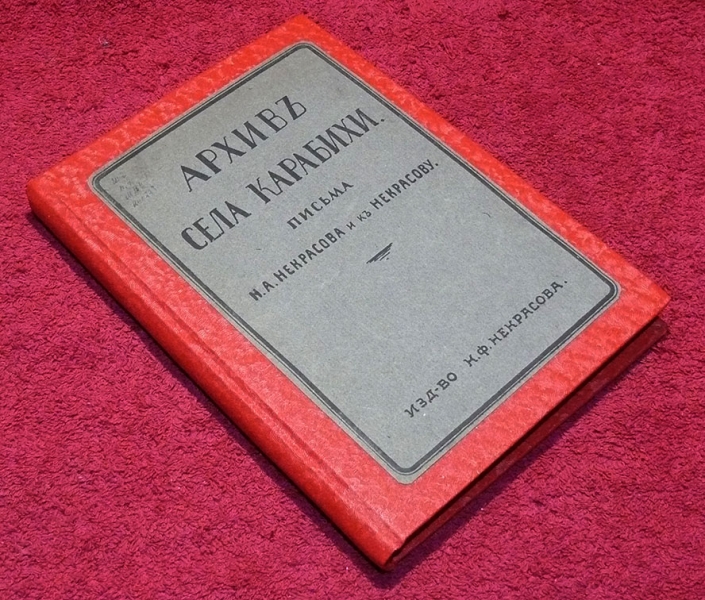 АРХИВЪ
СЕЛА КАРАБИХИ.
ПИСЬМА
Н.А.НЕКРАСОВА и къ НЕКРАСОВУ.
ИЗД-ВО К.Ф.НЕКРАСОВА.